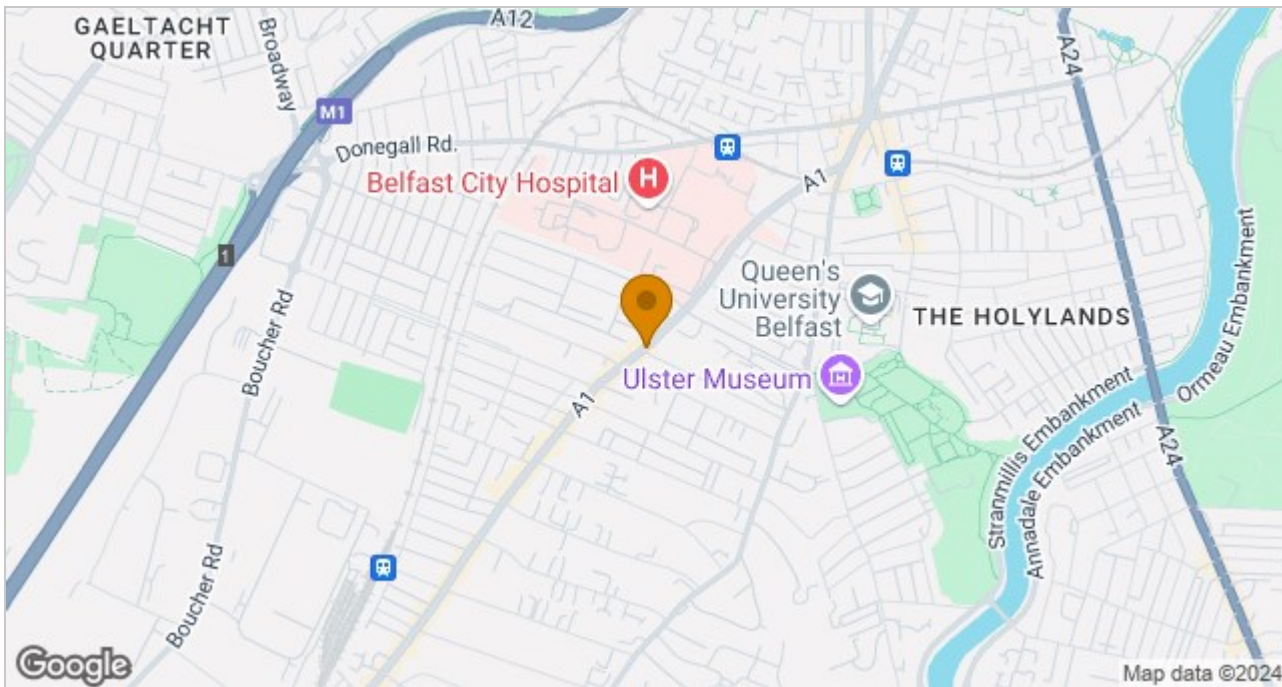 GAELTACHT
QUARTER
Broadway
A12
A24
M1
Donegall Rd.
Belfast City Hospital
H
A1
1
Boucher Rd
Queen's
University
Belfast
THE HOLYLANDS
Ormeau Embankment
Ulster Museum
A1
Stranmillis Embankment
Annadale Embankment
A24
Boucher Rd
Google
Map data ©2024